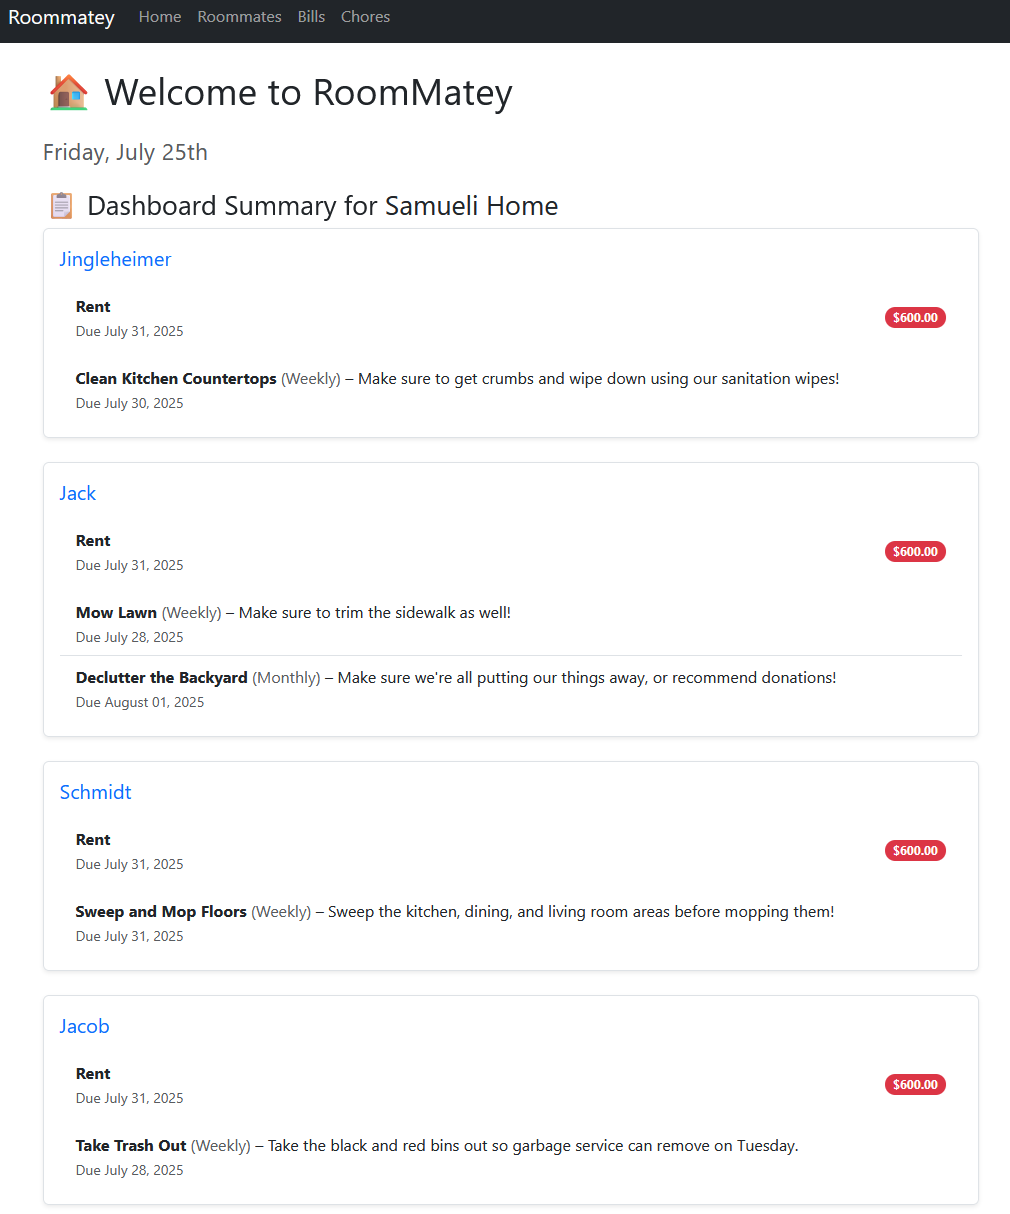 Roommatey Home Roommates Bills Chores
Welcome to RoomMatey
Friday, July 25th
Dashboard Summary for Samueli Home
Jingleheimer
Rent $600.00
Due July 31, 2025
Clean Kitchen Countertops (Weekly) – Make sure to get crumbs and wipe down using our sanitation wipes!
Due July 30, 2025
Jack
Rent $600.00
Due July 31, 2025
Mow Lawn (Weekly) – Make sure to trim the sidewalk as well!
Due July 28, 2025
Declutter the Backyard (Monthly) – Make sure we're all putting our things away, or recommend donations!
Due August 01, 2025
Schmidt
Rent $600.00
Due July 31, 2025
Sweep and Mop Floors (Weekly) – Sweep the kitchen, dining, and living room areas before mopping them!
Due July 31, 2025
Jacob
Rent $600.00
Due July 31, 2025
Take Trash Out (Weekly) – Take the black and red bins out so garbage service can remove on Tuesday.
Due July 28, 2025